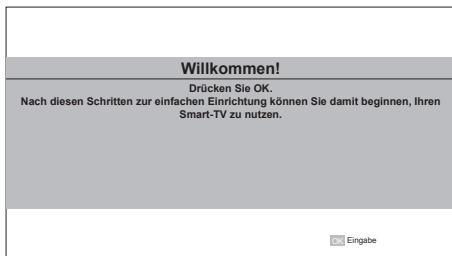 Willkommen!
Drücken Sie OK.
Nach diesen Schritten zur einfachen Einrichtung können Sie damit beginnen, Ihren
Smart-TV zu nutzen.
OK Eingabe